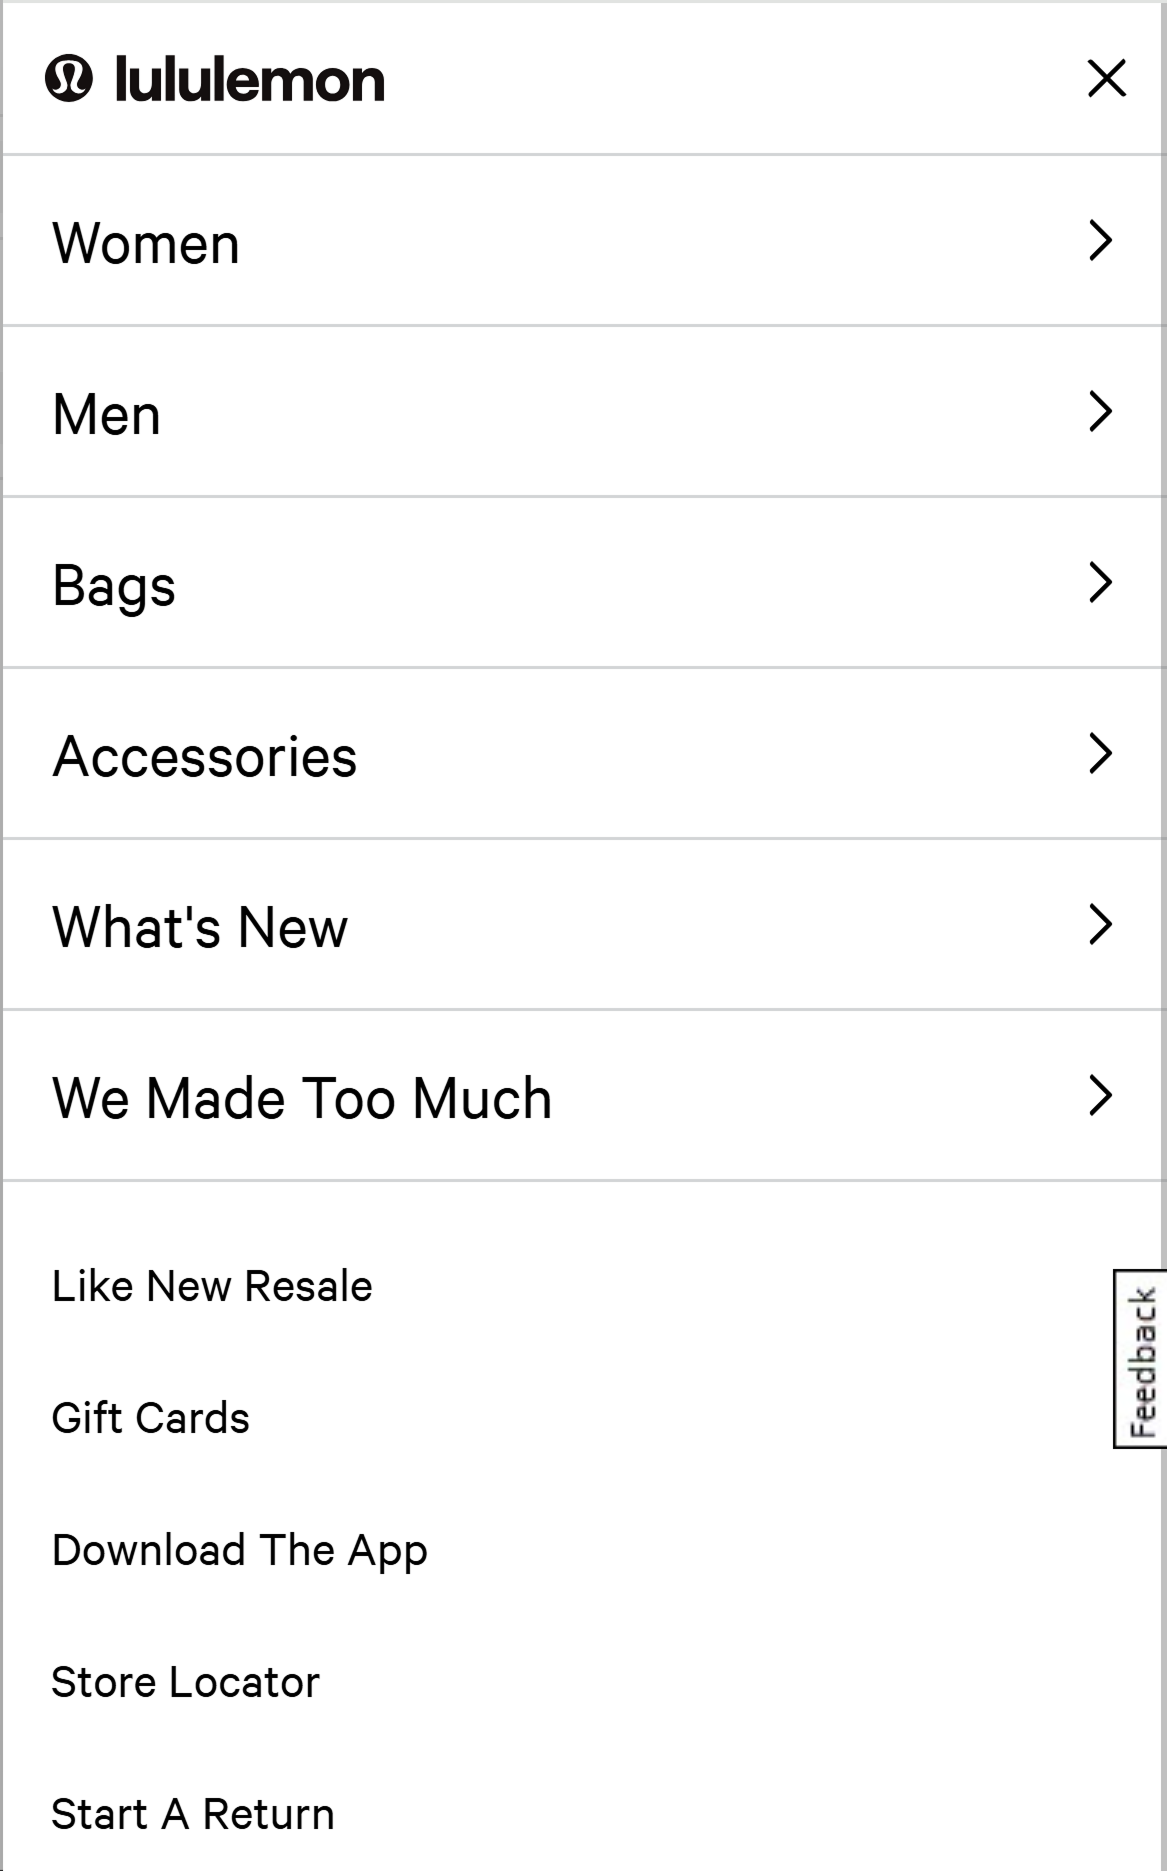 lululemon
Women
Men
Bags
Accessories
What's New
We Made Too Much
Like New Resale
Feedback
Gift Cards
Download The App
Store Locator
Start A Return